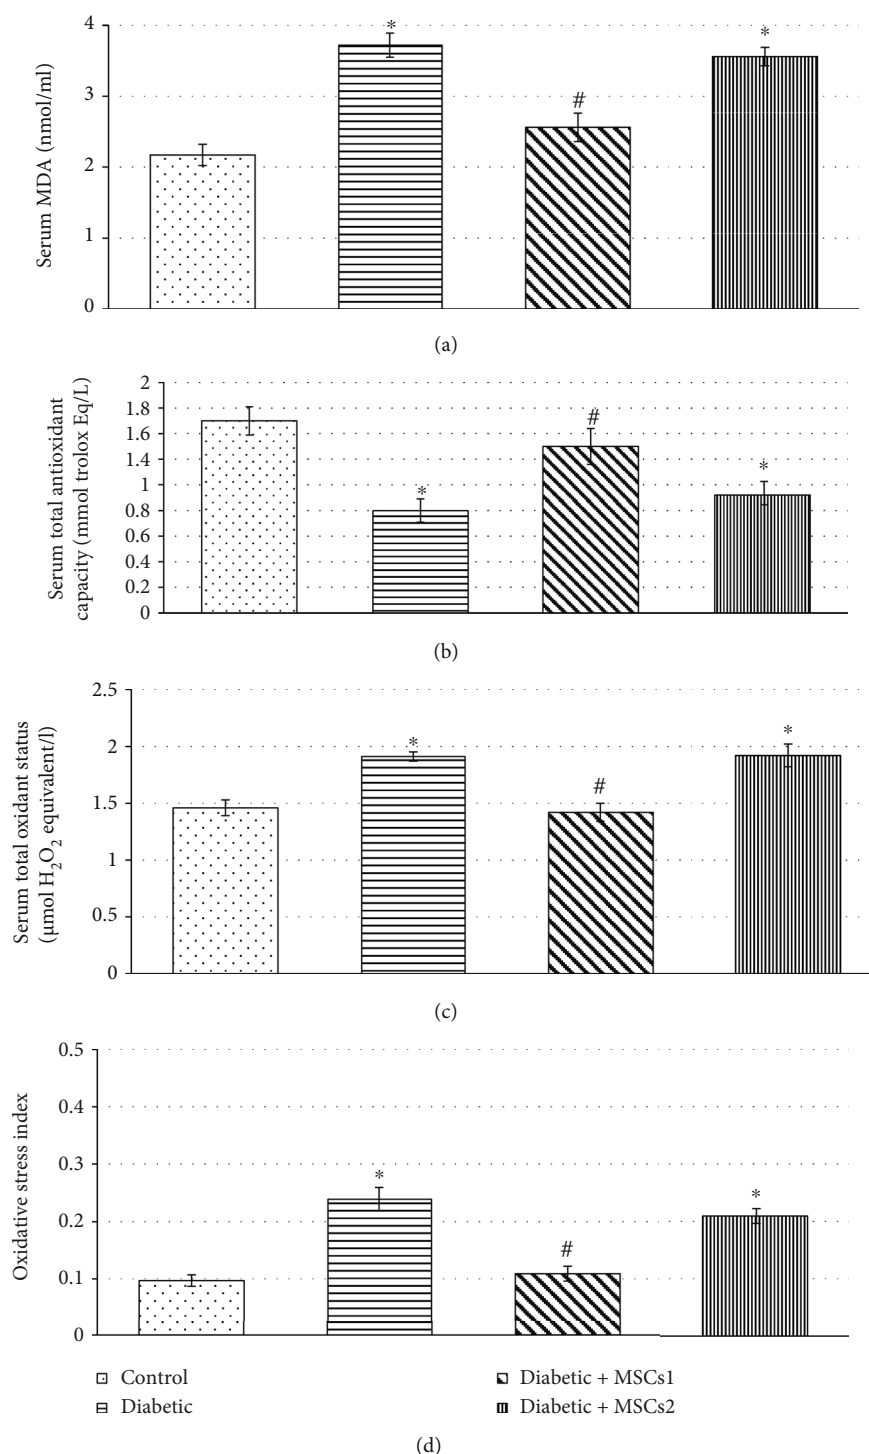 4
*
*
3
#
2
1
0
Serum MDA (nmol/ml)
(a)
2
1.8
1.6
1.4
1
0.8
0.6
0.4
0.2
0
#
*
*
Serum total antioxidant
capacity (mmol trolox Eq/L)
(b)
2.5
2
1.5
1
0.5
0
*
*
#
Serum total oxidant status
(μmol H₂O₂ equivalent/l)
(c)
0.5
0.4
0.3
0.2
0.1
0
*
*
#
Oxidative stress index
Control
Diabetic
Diabetic + MSCs1
Diabetic + MSCs2
(d)